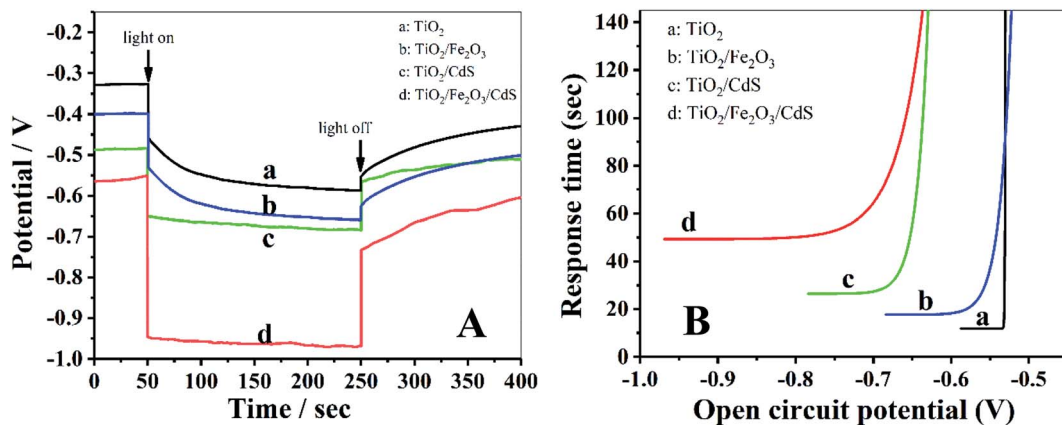 -0.2
-0.3
-0.4
-0.5
-0.6
-0.7
-0.8
-0.9
-1.0
Potential / V
light on
a: TiO₂
b: TiO₂/Fe₂O₃
c: TiO₂/CdS
d: TiO₂/Fe₂O₃/CdS
light off
a
b
c
d
A
0 50 100 150 200 250 300 350 400
Time / sec
140
120
100
80
60
40
20
0
Response time (sec)
a: TiO₂
b: TiO₂/Fe₂O₃
c: TiO₂/CdS
d: TiO₂/Fe₂O₃/CdS
d
c
b
a
B
-1.0 -0.9 -0.8 -0.7 -0.6 -0.5
Open circuit potential (V)